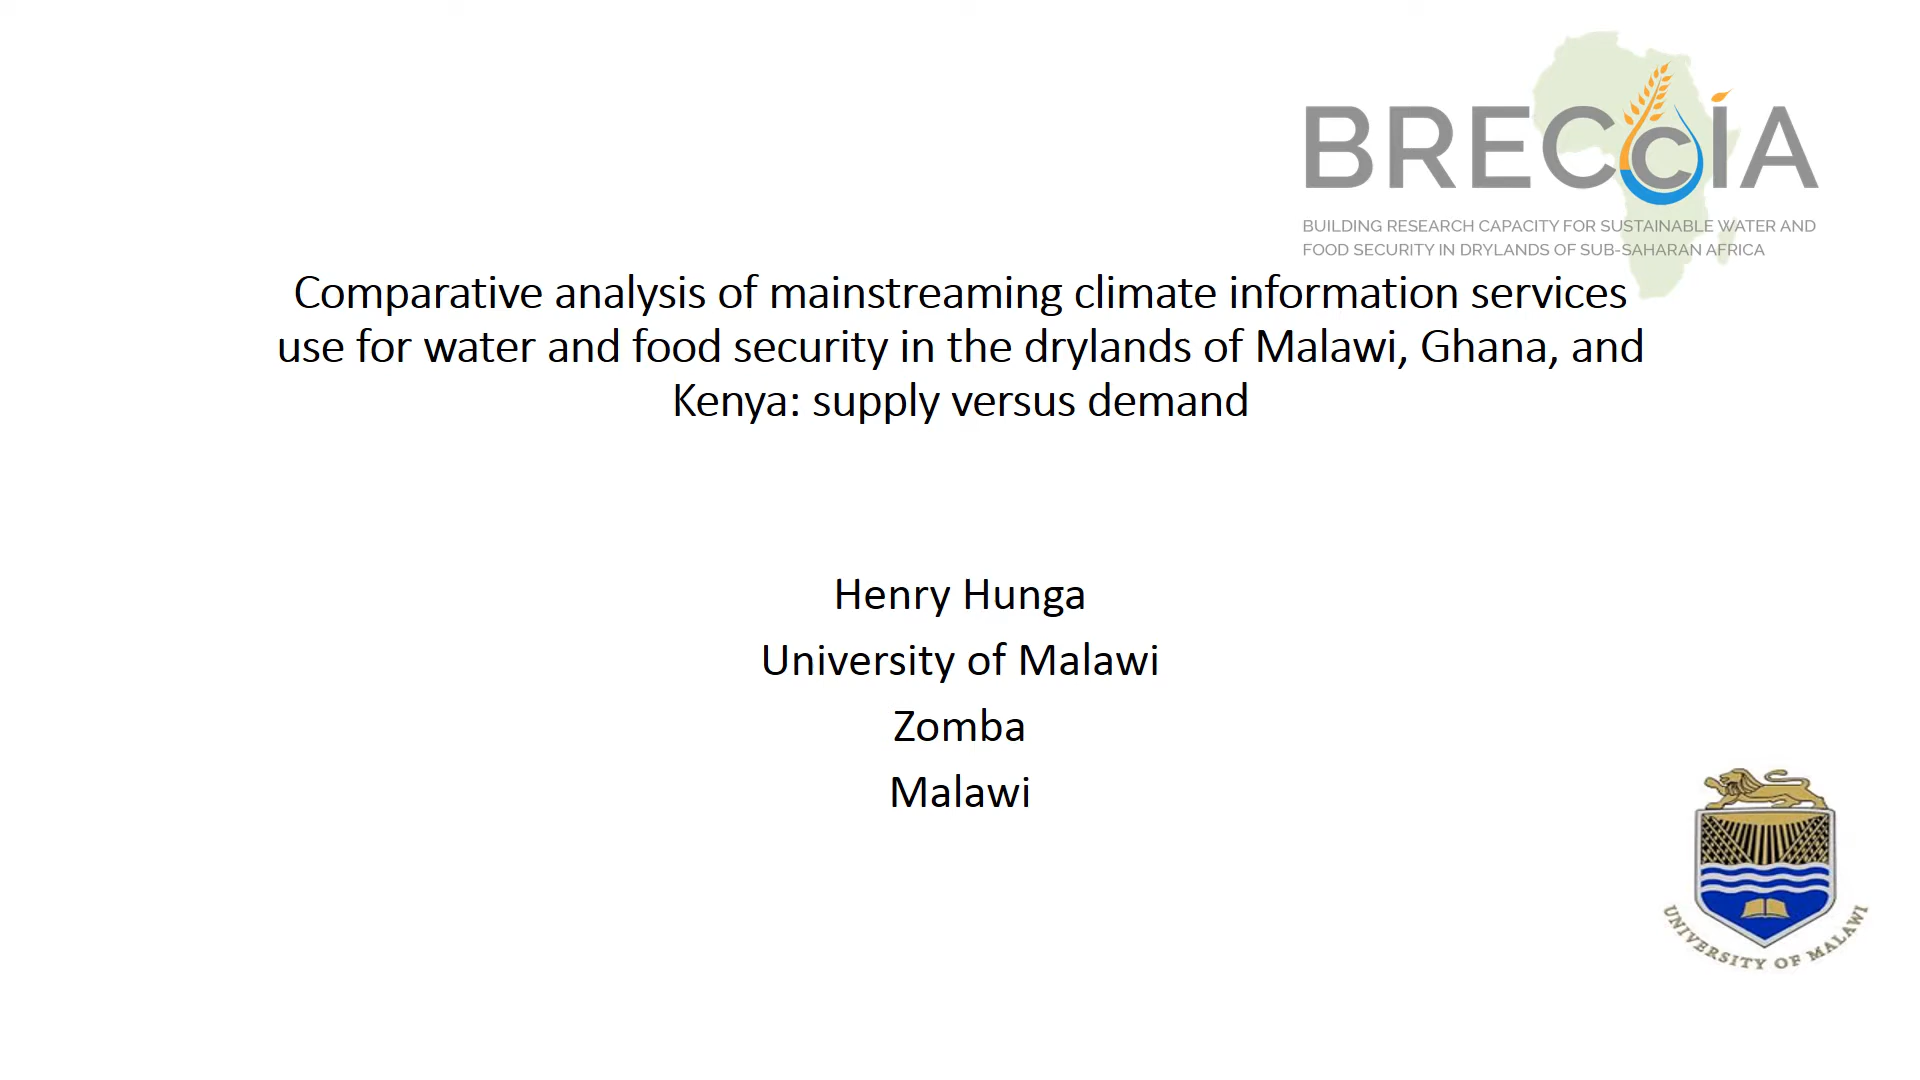 BRECCIA
BUILDING RESEARCH CAPACITY FOR SUSTAINABLE WATER AND
FOOD SECURITY IN DRYLANDS OF SUB-SAHARAN AFRICA
Comparative analysis of mainstreaming climate information services
use for water and food security in the drylands of Malawi, Ghana, and
Kenya: supply versus demand
Henry Hunga
University of Malawi
Zomba
Malawi
UNIVERSITY OF MALAWI